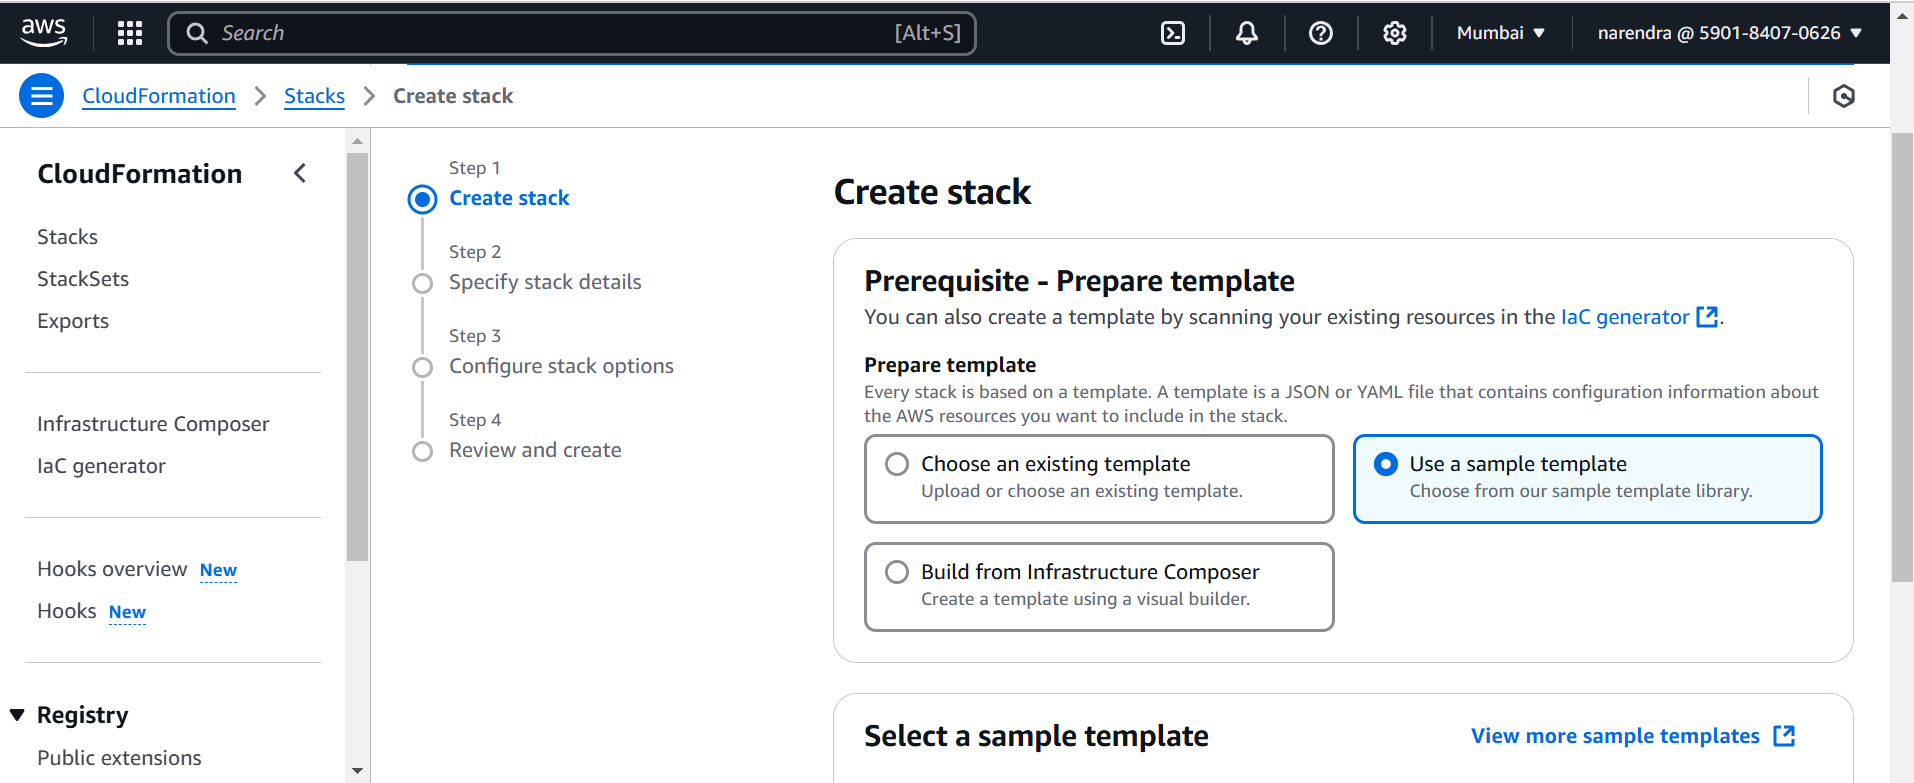 aws
Search
[Alt+S]
Mumbai
narendra @ 5901-8407-0626
CloudFormation
Stacks
Create stack
CloudFormation
Stacks
StackSets
Exports
Infrastructure Composer
IaC generator
Hooks overview New
Hooks New
Registry
Public extensions
Step 1
Create stack
Step 2
Specify stack details
Step 3
Configure stack options
Step 4
Review and create
Create stack
Prerequisite - Prepare template
You can also create a template by scanning your existing resources in the IaC generator.
Prepare template
Every stack is based on a template. A template is a JSON or YAML file that contains configuration information about
the AWS resources you want to include in the stack.
Choose an existing template
Upload or choose an existing template.
Use a sample template
Choose from our sample template library.
Build from Infrastructure Composer
Create a template using a visual builder.
Select a sample template
View more sample templates